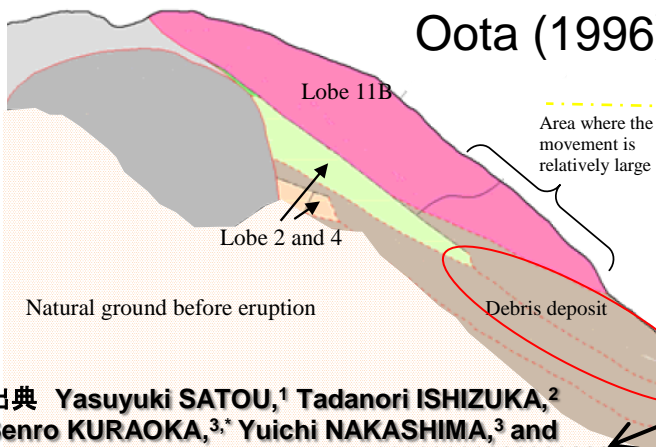 Oota (1996
Lobe 11B
Area where the
movement is
relatively large
Lobe 2 and 4
Natural ground before eruption
Debris deposit
出典 Yasuyuki SATOU,1 Tadanori ISHIZUKA,2
Senro KURAOKA,3,* Yuichi NAKASHIMA,3 and